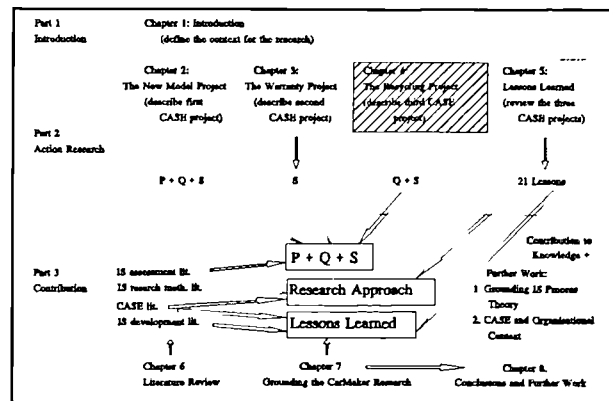 Part 1
Introduction
Chapter 1: Introduction
(define the context for the research)
Chapter 2:
The New Model Project
(describe first
CASE project)
Chapter 3:
The Warranty Project
(describe second
CASE project)
Chapter 4:
The Recycling Project
(describe third CASE
project)
Chapter 5:
Lessons Learned
(review the three
CASE projects)
Part 2
Action Research
P + Q + S
S
Q + S
21 Lessons
Part 3
Contribution
IS assessment lit.
IS research meth. lit.
CASE lit.
IS development lit.
P + Q + S
Research Approach
Lessons Learned
Contribution to
Knowledge +
Further Work:
1 Grounding IS Process
Theory
2. CASE and Organisational
Context
Chapter 6
Literature Review
Chapter 7
Grounding the CarMaker Research
Chapter 8.
Conclusions and Further Work